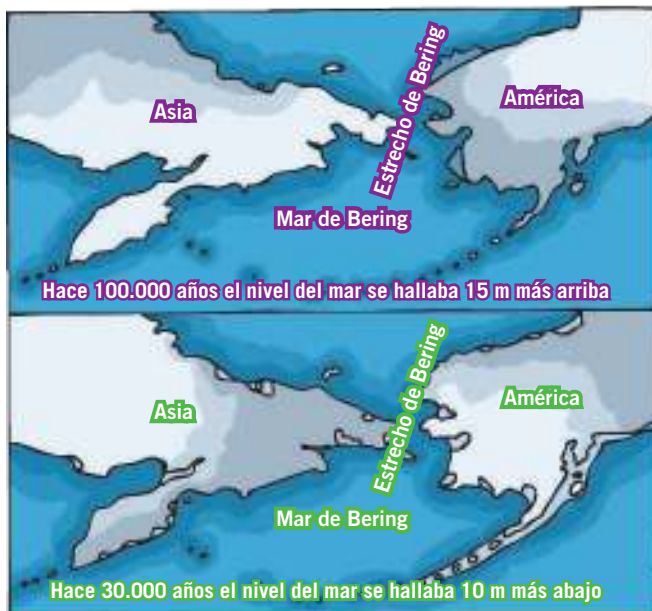 Asia
América
Estrecho de Bering
Mar de Bering
Hace 100.000 años el nivel del mar se hallaba 15 m más arriba
Asia
América
Estrecho de Bering
Mar de Bering
Hace 30.000 años el nivel del mar se hallaba 10 m más abajo